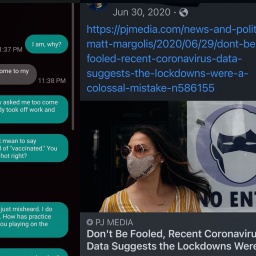 I am, why?
1:37 PM
ome to my
11:38 PM
asked me too come
y took off work and
t mean to say
of "vaccinated." You
hot right?
just misheard. I do
. How has practice
you playing on the
Jun 30, 2020
https://pjmedia.com/news-and-polit
matt-margolis/2020/06/29/dont-be
fooled-recent-coronavirus-data-
suggests-the-lockdowns-were-a-
colossal-mistake-n586155
NO ENT
PJ MEDIA
Don't Be Fooled, Recent Coronavirus
Data Suggests the Lockdowns Were